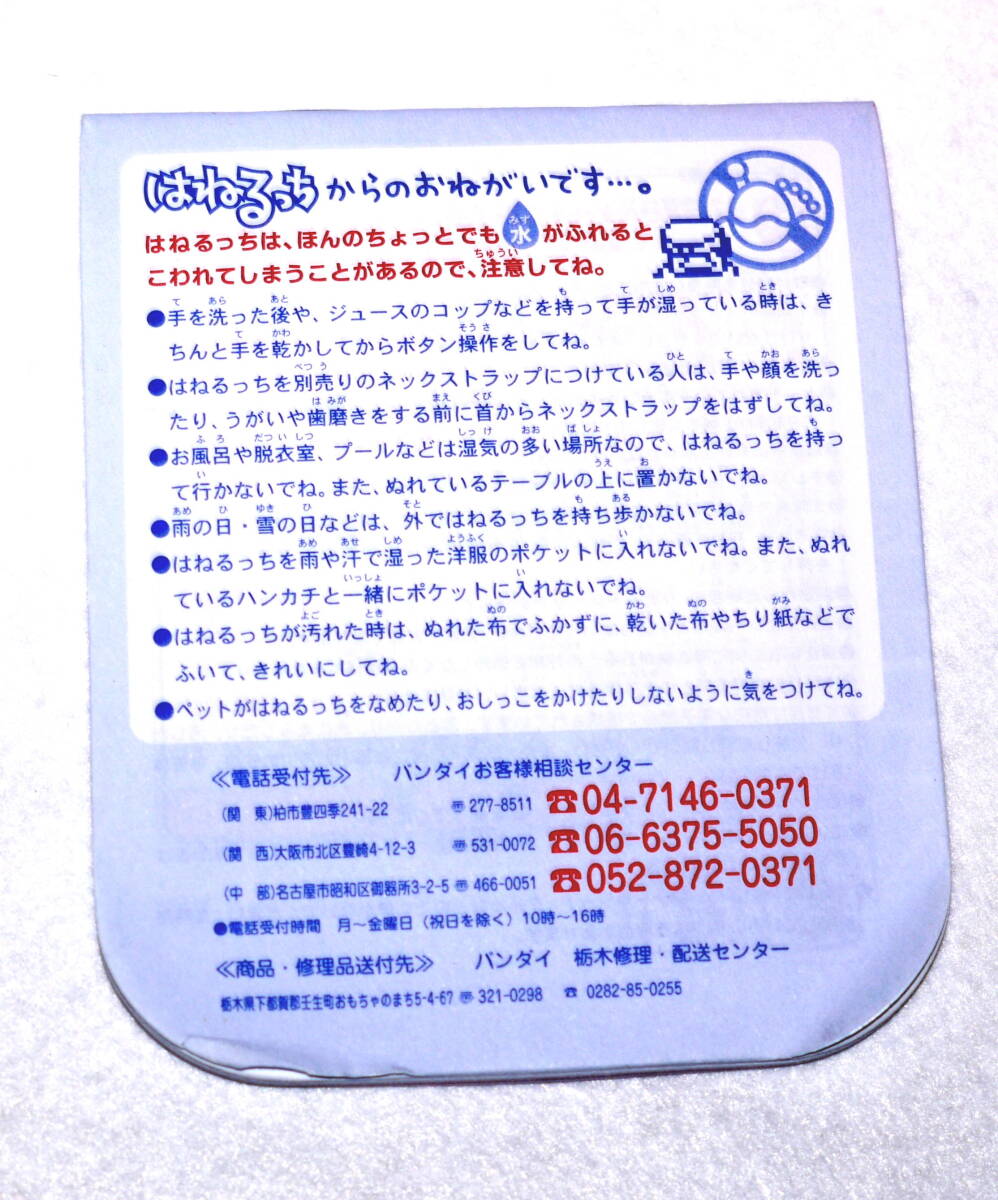 はねるっちからのおねがいです…。
はねるっちは、ほんのちょっとでも水がふれると
こわれてしまうことがあるので、注意してね。
●手を洗った後や、ジュースのコップなどを持って手が湿っている時は、き
ちんと手を乾かしてからボタン操作をしてね。
●はねるっちを別売りのネックストラップにつけている人は、手や顔を洗っ
たり、うがいや歯磨きをする前に首からネックストラップをはずしてね。
●お風呂や脱衣室、プールなどは湿気の多い場所なので、はねるっちを持っ
て行かないでね。また、ぬれているテーブルの上に置かないでね。
●雨の日・雪の日などは、外ではねるっちを持ち歩かないでね。
●はねるっちを雨や汗で湿った洋服のポケットに入れないでね。また、ぬれ
ているハンカチと一緒にポケットに入れないでね。
●はねるっちが汚れた時は、ぬれた布でふかずに、乾いた布やちり紙などで
ふいて、きれいにしてね。
●ペットがはねるっちをなめたり、おしっこをかけたりしないように気をつけてね。
≪電話受付先≫ バンダイお客様相談センター
(関 東)柏市豊四季241-22 〠277-8511 ☎04-7146-0371
(関 西)大阪市北区豊崎4-12-3 〠531-0072 ☎06-6375-5050
(中 部)名古屋市昭和区御器所3-2-5 〠466-0051 ☎052-872-0371
●電話受付時間 月〜金曜日（祝日を除く）10時〜16時
≪商品・修理品送付先≫ バンダイ 栃木修理・配送センター
栃木県下都賀郡壬生町おもちゃのまち5-4-67 〠321-0298 ☎0282-85-0255